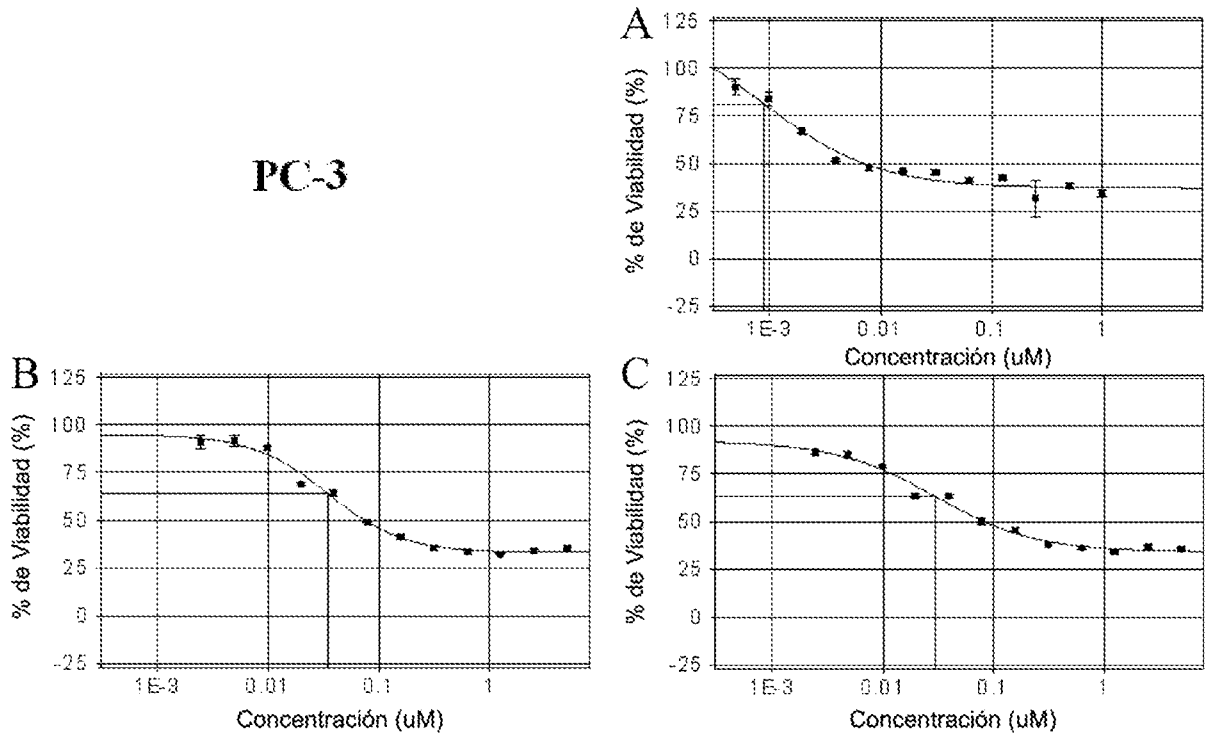 PC-3
A
% de Viabilidad (%)
125
100
75
50
25
0
-25
1E-3 0.01 0.1 1
Concentración (uM)
B
% de Viabilidad (%)
125
100
75
50
25
0
-25
1E-3 0.01 0.1 1
Concentración (uM)
C
% de Viabilidad (%)
125
100
75
50
25
0
-25
1E-3 0.01 0.1 1
Concentración (uM)